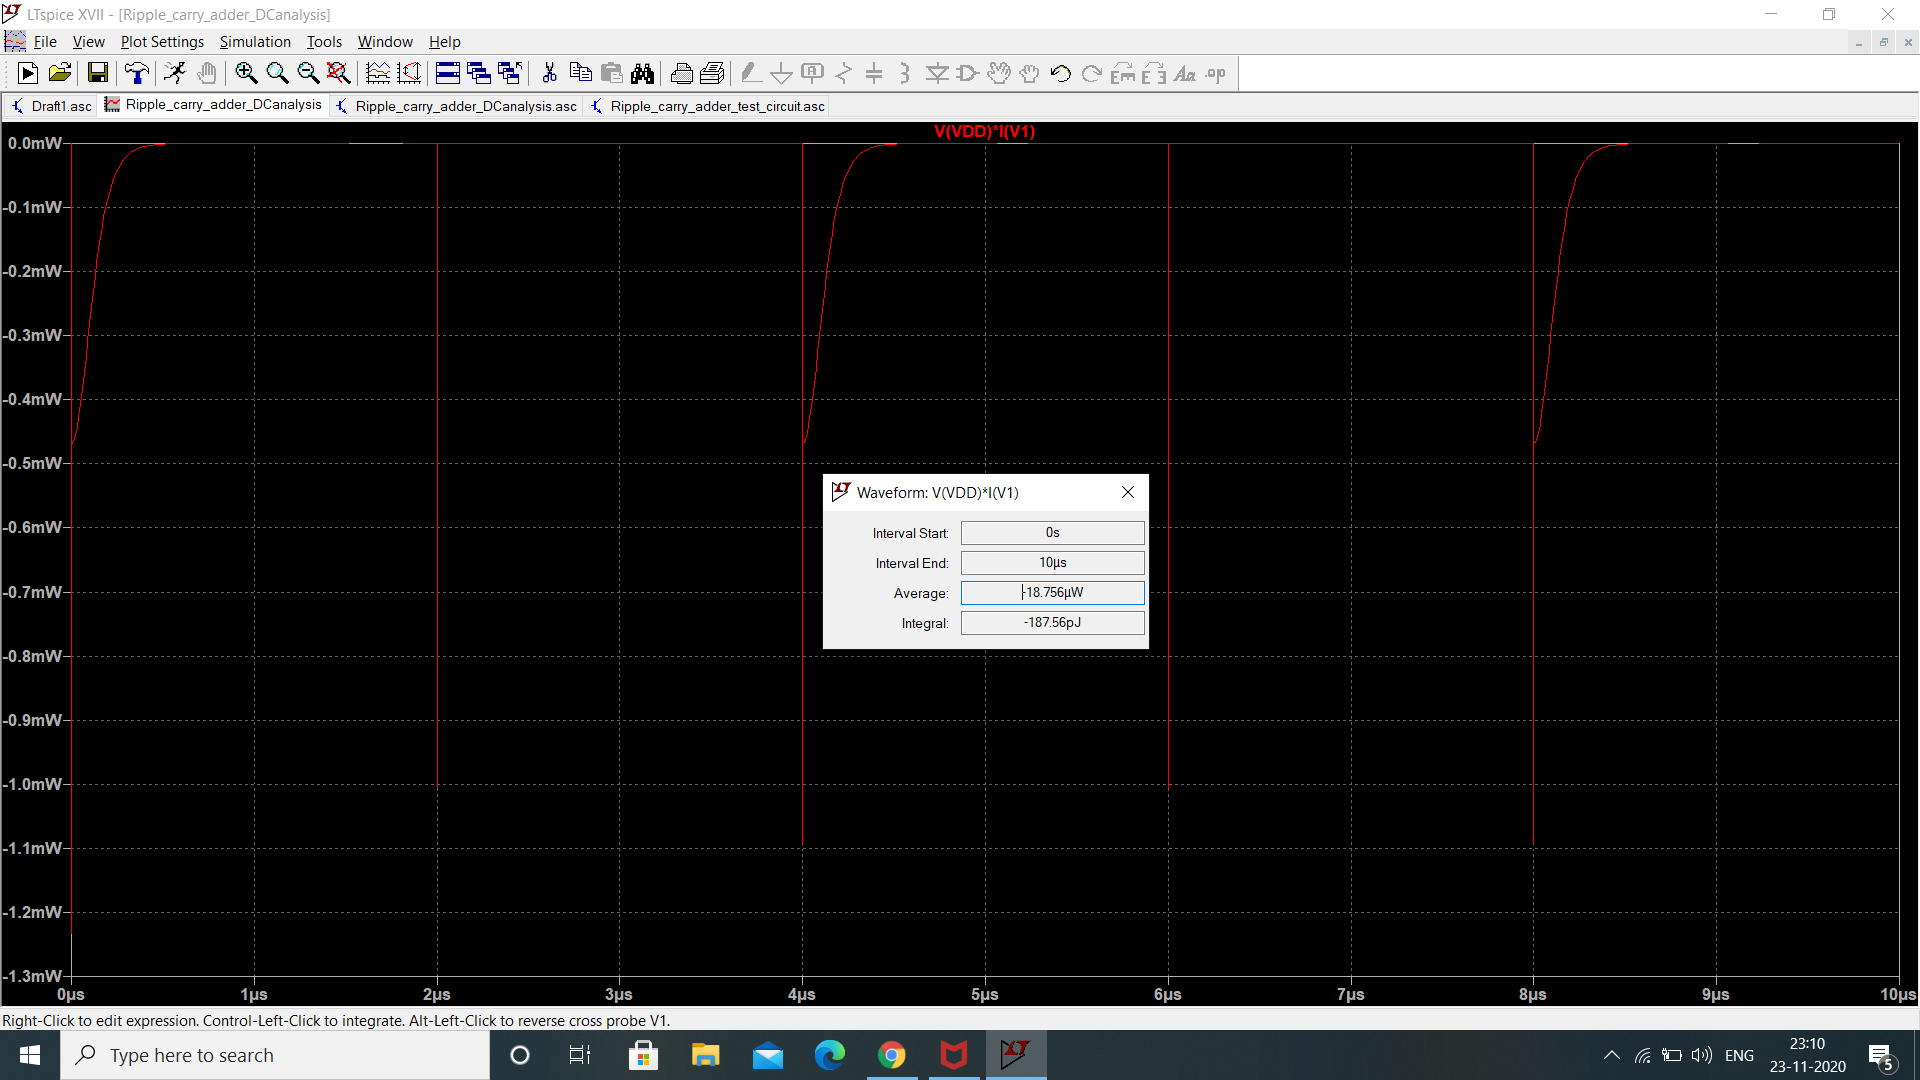 LTspice XVII - [Ripple_carry_adder_DCanalysis]
File View Plot Settings Simulation Tools Window Help
Draft1.asc Ripple_carry_adder_DCanalysis Ripple_carry_adder_DCanalysis.asc Ripple_carry_adder_test_circuit.asc
V(VDD)*I(V1)
0.0mW
-0.1mW
-0.2mW
-0.3mW
-0.4mW
-0.5mW
-0.6mW
-0.7mW
-0.8mW
-0.9mW
-1.0mW
-1.1mW
-1.2mW
-1.3mW
Waveform: V(VDD)*I(V1)
Interval Start: 0s
Interval End: 10µs
Average: -18.756µW
Integral: -187.56pJ
0µs 1µs 2µs 3µs 4µs 5µs 6µs 7µs 8µs 9µs 10µs
Right-Click to edit expression. Control-Left-Click to integrate. Alt-Left-Click to reverse cross probe V1.
Type here to search
ENG
23:10
23-11-2020
5